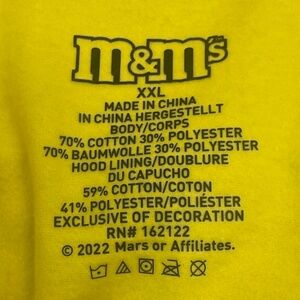 m&m's
XXL
MADE IN CHINA
IN CHINA HERGESTELLT
BODY/CORPS
70% COTTON 30% POLYESTER
70% BAUMWOLLE 30% POLYESTER
HOOD LINING/DOUBLURE
DU CAPUCHO
59% COTTON/COTON
41% POLYESTER/POLIÉSTER
EXCLUSIVE OF DECORATION
RN# 162122
© 2022 Mars or Affiliates.